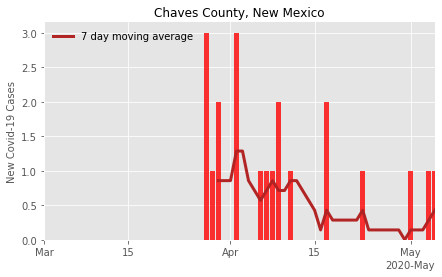 Chaves County, New Mexico
7 day moving average
New Covid-19 Cases
3.0
2.5
2.0
1.5
1.0
0.5
0.0
Mar 15 Apr 15 May
2020-May